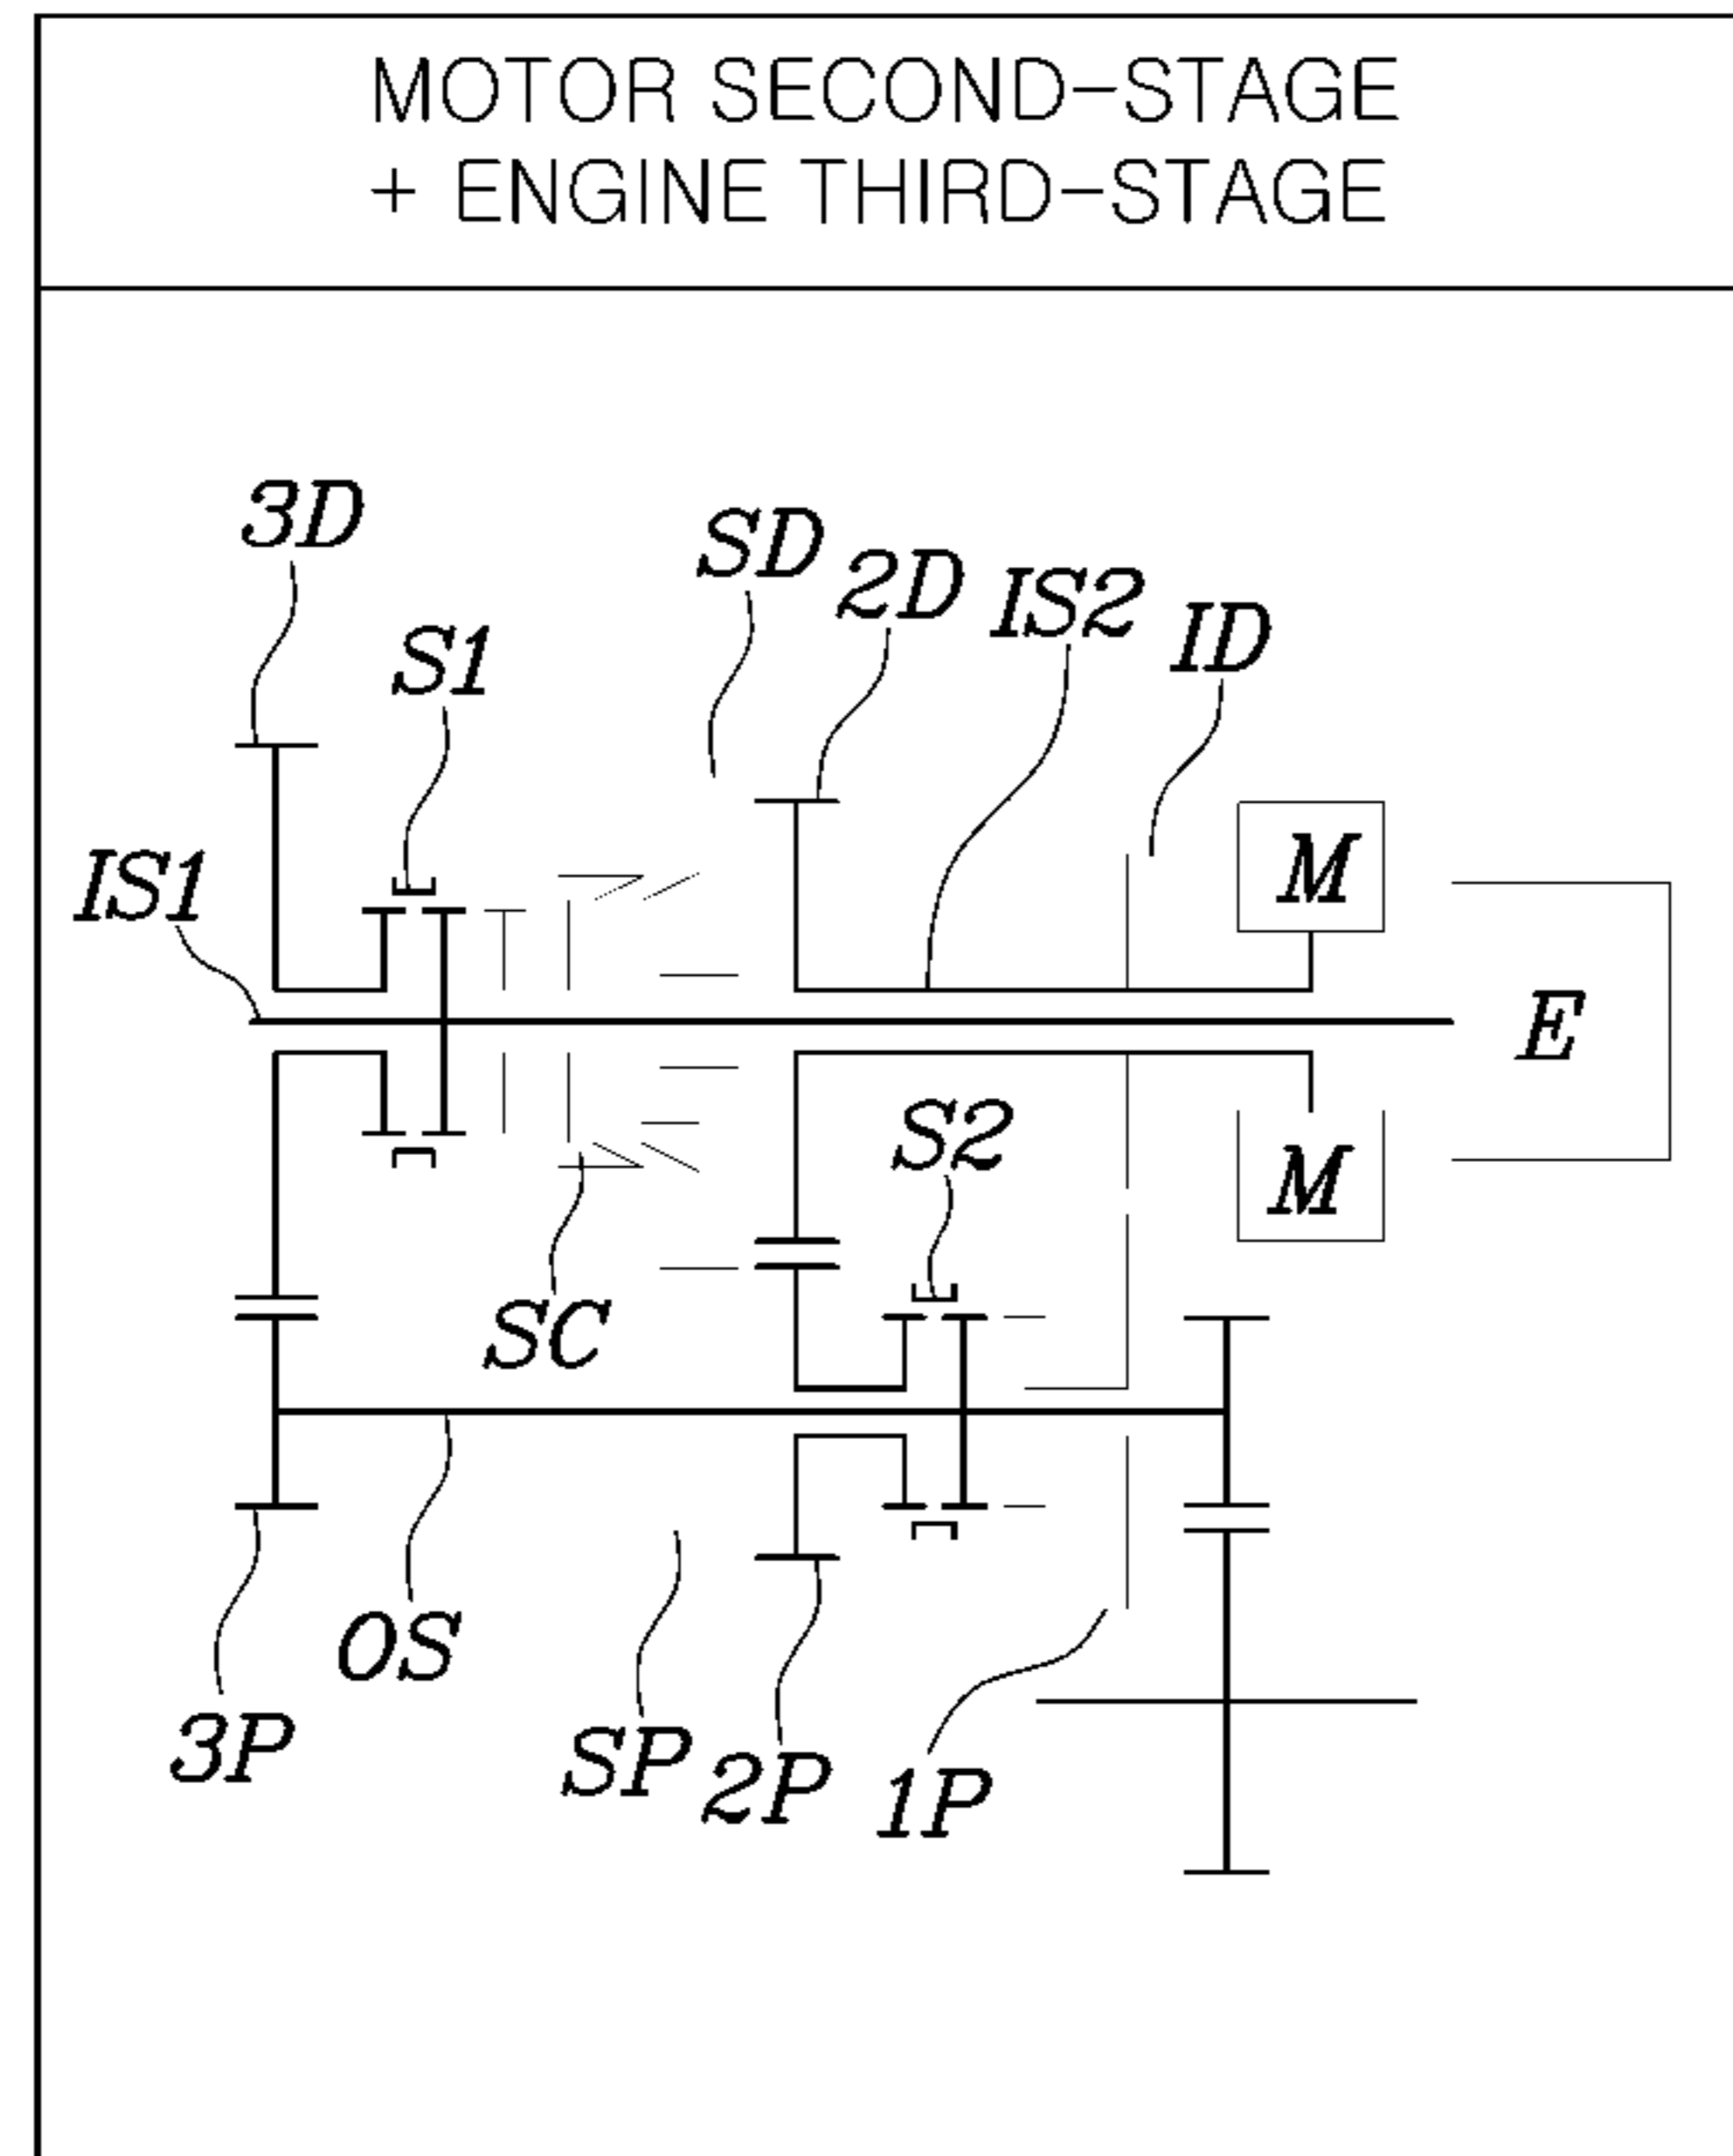 MOTOR SECOND-STAGE
+ ENGINE THIRD-STAGE
3D
SD
2D
IS2
ID
S1
IS1
M
E
S2
M
SC
OS
3P
SP
2P
1P